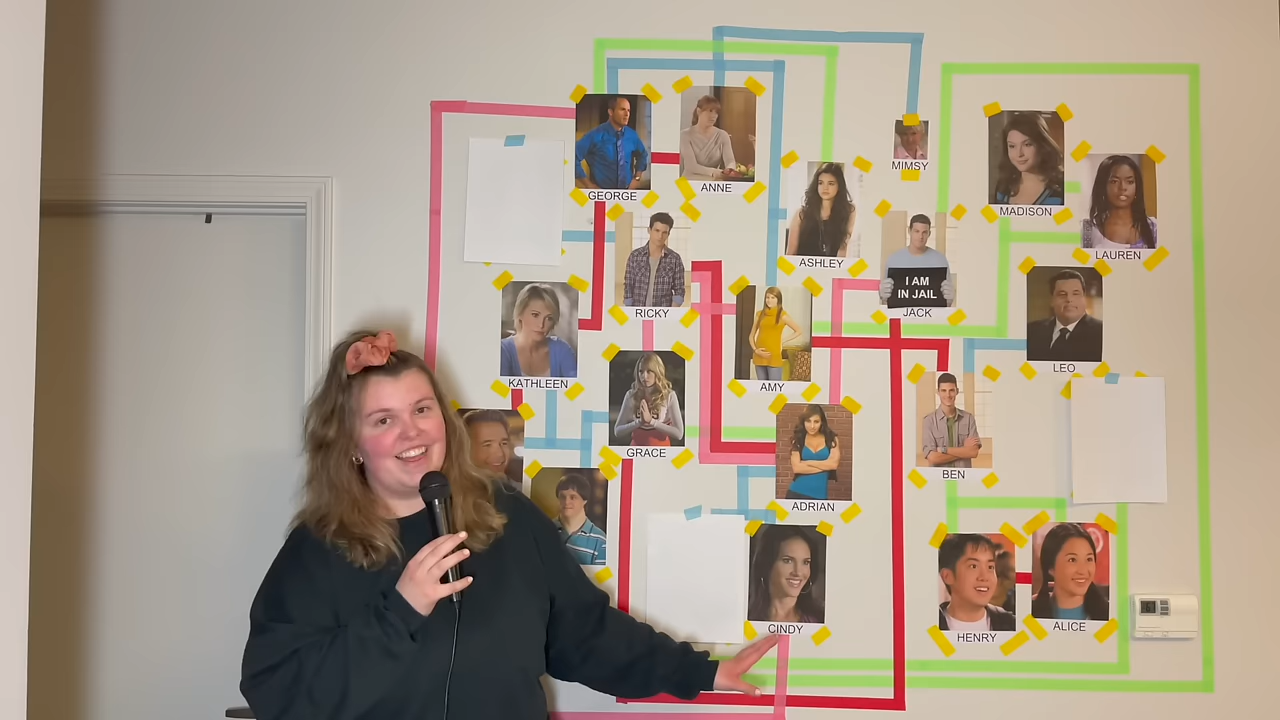 GEORGE
ANNE
MIMSY
MADISON
LAUREN
ASHLEY
I AM
IN JAIL
JACK
RICKY
LEO
KATHLEEN
AMY
GRACE
BEN
ADRIAN
CINDY
HENRY
ALICE